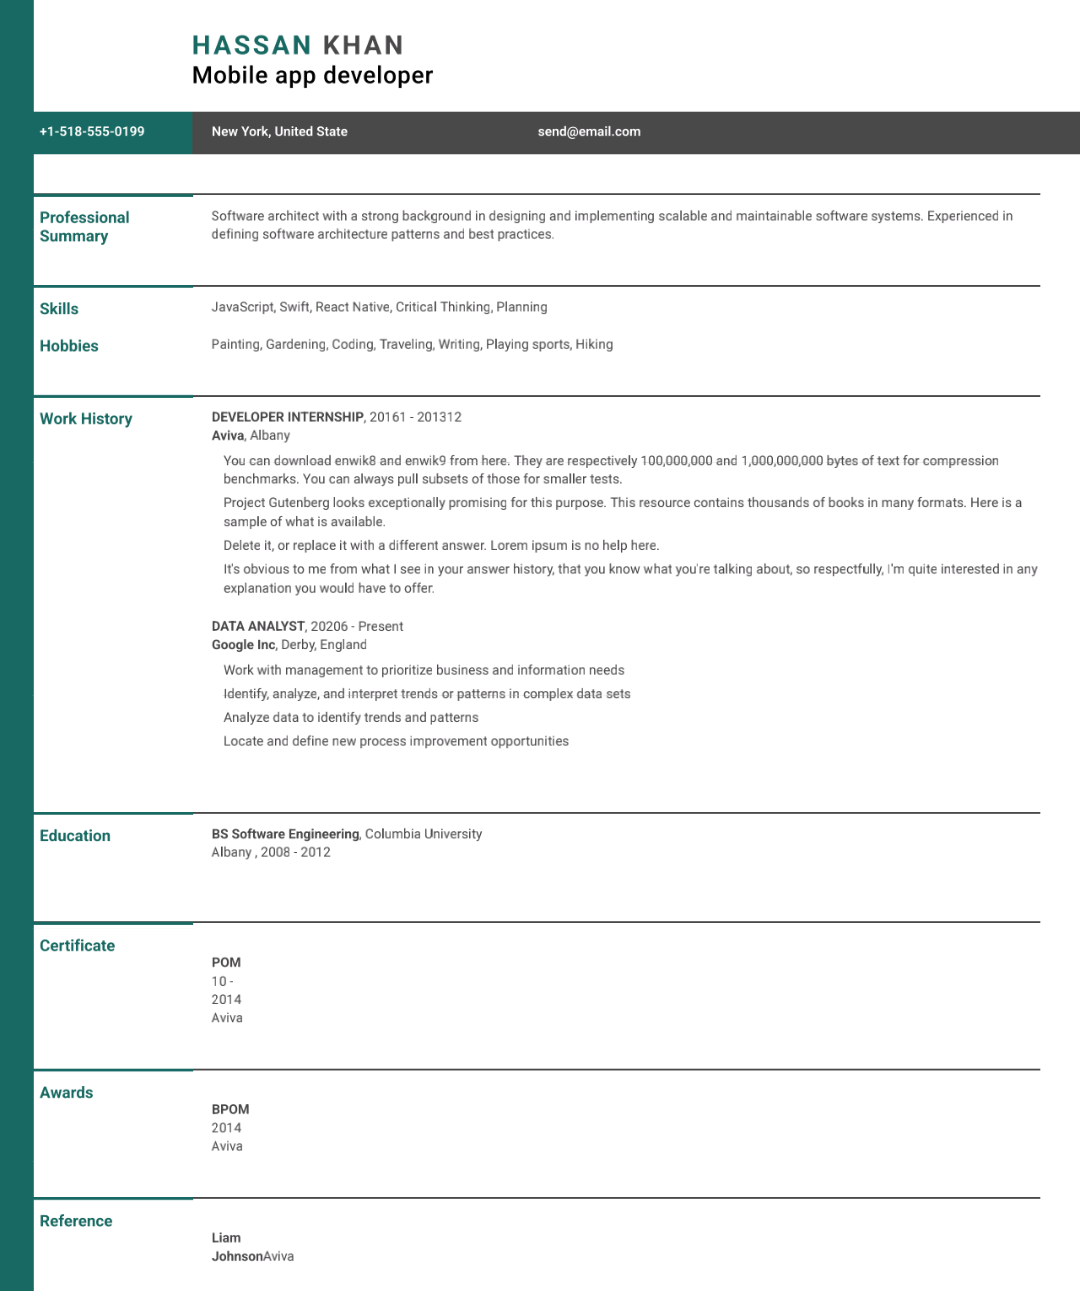 HASSAN KHAN
Mobile app developer
+1-518-555-0199
New York, United State
send@email.com
Professional
Summary
Software architect with a strong background in designing and implementing scalable and maintainable software systems. Experienced in
defining software architecture patterns and best practices.
Skills
JavaScript, Swift, React Native, Critical Thinking, Planning
Hobbies
Painting, Gardening, Coding, Traveling, Writing, Playing sports, Hiking
Work History
DEVELOPER INTERNSHIP, 20161 - 201312
Aviva, Albany
You can download enwik8 and enwik9 from here. They are respectively 100,000,000 and 1,000,000,000 bytes of text for compression
benchmarks. You can always pull subsets of those for smaller tests.
Project Gutenberg looks exceptionally promising for this purpose. This resource contains thousands of books in many formats. Here is a
sample of what is available.
Delete it, or replace it with a different answer. Lorem ipsum is no help here.
It's obvious to me from what I see in your answer history, that you know what you're talking about, so respectfully, I'm quite interested in any
explanation you would have to offer.
DATA ANALYST, 20206 - Present
Google Inc, Derby, England
Work with management to prioritize business and information needs
Identify, analyze, and interpret trends or patterns in complex data sets
Analyze data to identify trends and patterns
Locate and define new process improvement opportunities
Education
BS Software Engineering, Columbia University
Albany , 2008 - 2012
Certificate
POM
10 -
2014
Aviva
Awards
BPOM
2014
Aviva
Reference
Liam
JohnsonAviva